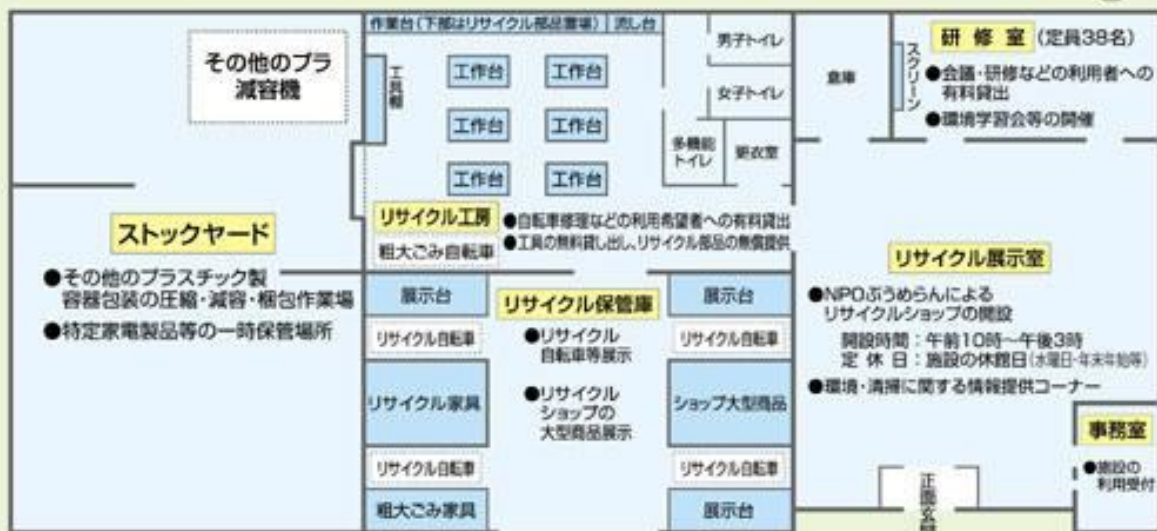 その他のプラ
減容機
作業台(下部はリサイクル部品置場)
流し台
工具棚
工作台
工作台
工作台
工作台
工作台
工作台
男子トイレ
女子トイレ
多機能
トイレ
更衣室
倉庫
スクリーン
研修室(定員38名)
●会議・研修などの利用者への
有料貸出
●環境学習会等の開催
ストックヤード
●その他のプラスチック製
容器包装の圧縮・減容・梱包作業場
●特定家電製品等の一時保管場所
リサイクル工房
●自転車修理などの利用希望者への有料貸出
●工具の無料貸し出し、リサイクル部品の無償提供
粗大ごみ自転車
展示台
リサイクル自転車
リサイクル家具
リサイクル自転車
粗大ごみ家具
リサイクル保管庫
●リサイクル
自転車等展示
●リサイクル
ショップの
大型商品展示
展示台
リサイクル自転車
ショップ大型商品
リサイクル自転車
展示台
リサイクル展示室
●NPOぶうめらんによる
リサイクルショップの開設
開設時間:午前10時~午後3時
定休日:施設の休館日(水曜日・年末年始等)
●環境・清掃に関する情報提供コーナー
事務室
●施設の
利用受付
正面玄